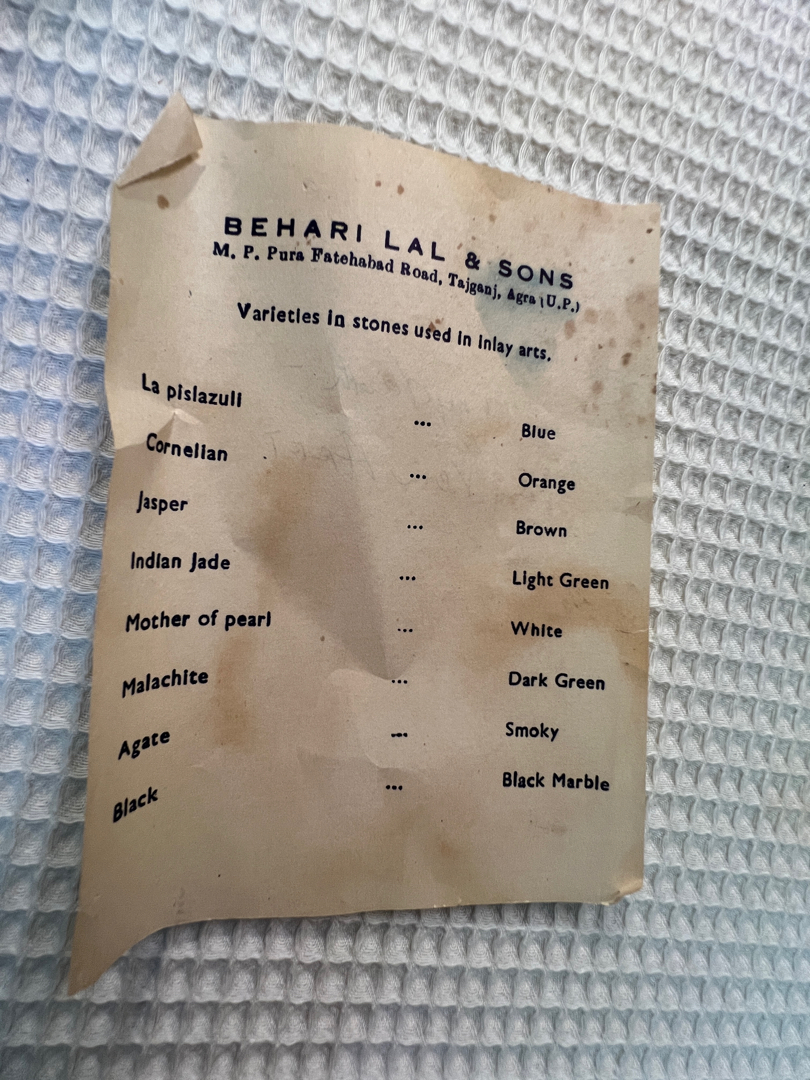 BEHARI LAL & SONS
M. P. Pura Fatehabad Road, Tajganj, Agra (U.P.)
Varieties in stones used in inlay arts.
La pislazuli ... Blue
Cornelian ... Orange
Jasper ... Brown
Indian Jade ... Light Green
Mother of pearl ... White
Malachite ... Dark Green
Agate ... Smoky
Black ... Black Marble